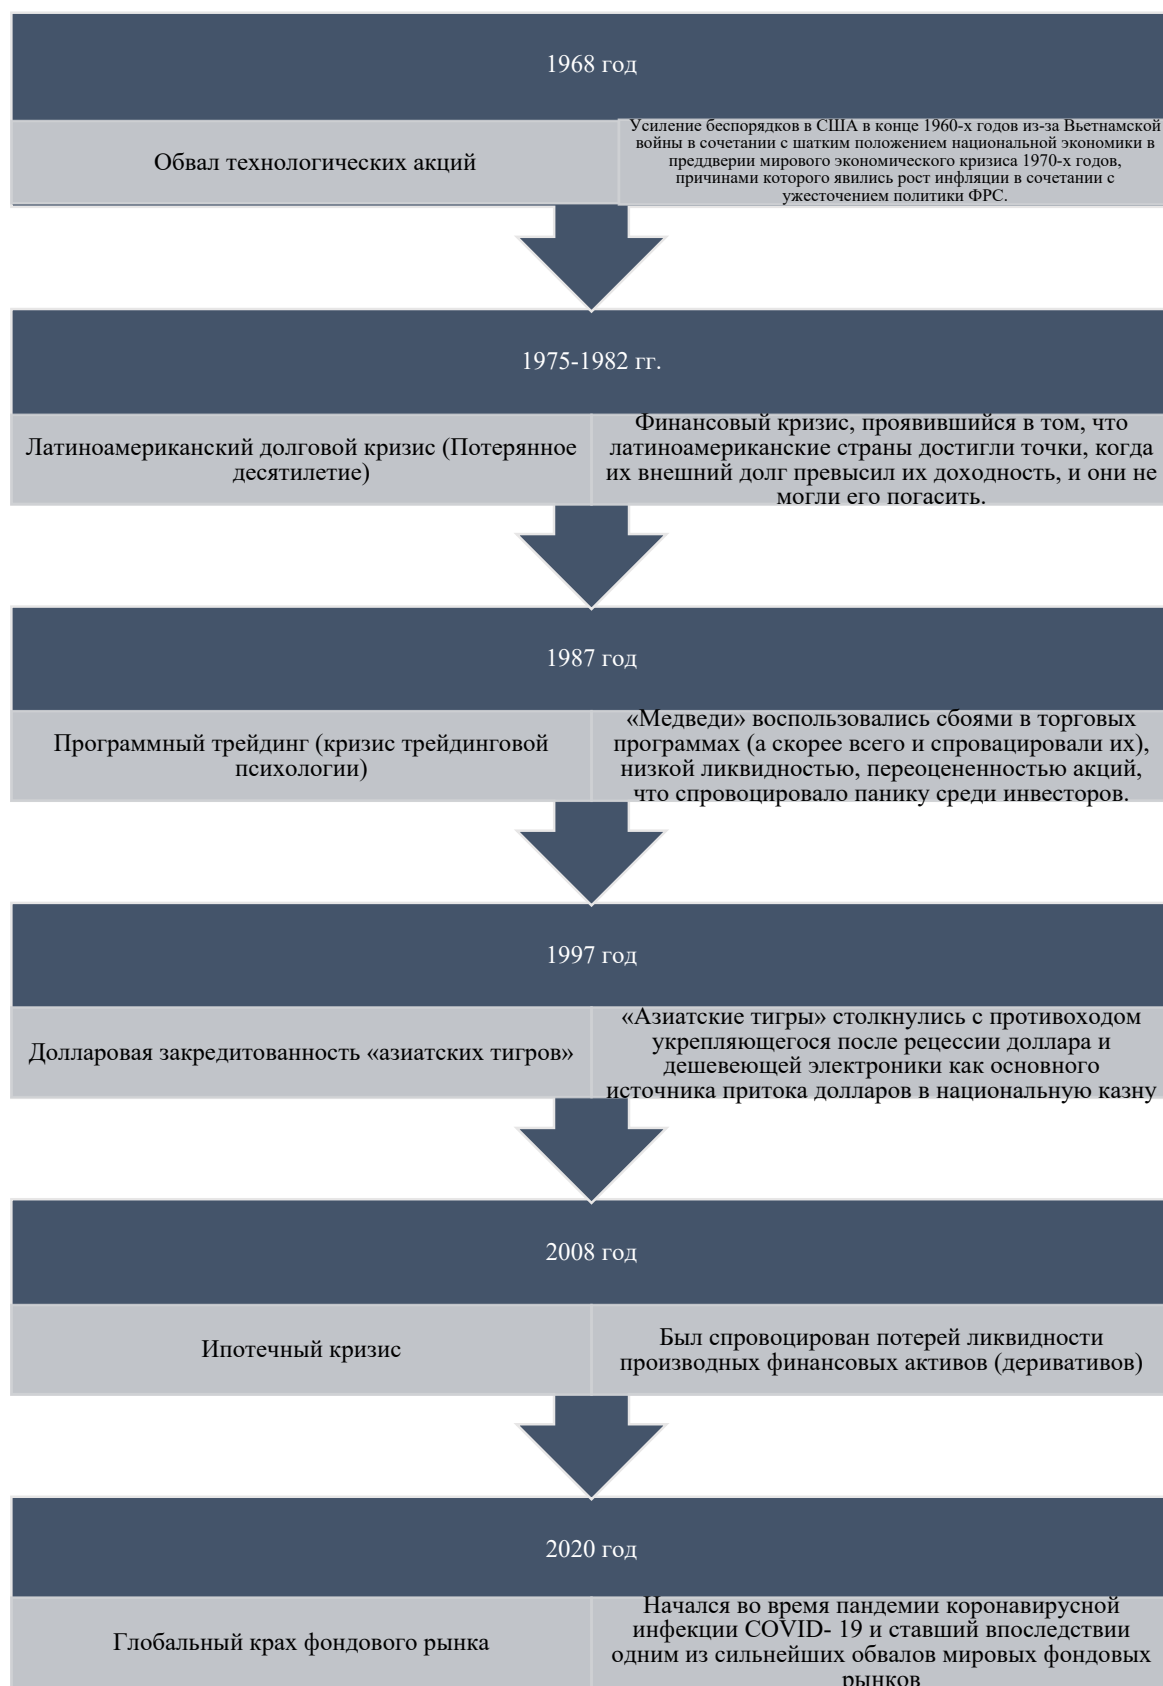 1968 год
Обвал технологических акций
Усиление беспорядков в США в конце 1960-х годов из-за Вьетнамской
войны в сочетании с шатким положением национальной экономики в
преддверии мирового экономического кризиса 1970-х годов,
причинами которого явились рост инфляции в сочетании с
ужесточением политики ФРС.
1975-1982 гг.
Латиноамериканский долговой кризис (Потерянное
десятилетие)
Финансовый кризис, проявившийся в том, что
латиноамериканские страны достигли точки, когда
их внешний долг превысил их доходность, и они не
могли его погасить.
1987 год
Программный трейдинг (кризис трейдинговой
психологии)
«Медведи» воспользовались сбоями в торговых
программах (а скорее всего и спровацировали их),
низкой ликвидностью, переоцененностью акций,
что спровоцировало панику среди инвесторов.
1997 год
Долларовая закредитованность «азиатских тигров»
«Азиатские тигры» столкнулись с противоходом
укрепляющегося после рецессии доллара и
дешевеющей электроники как основного
источника притока долларов в национальную казну
2008 год
Ипотечный кризис
Был спровоцирован потерей ликвидности
производных финансовых активов (деривативов)
2020 год
Глобальный крах фондового рынка
Начался во время пандемии коронавирусной
инфекции COVID- 19 и ставший впоследствии
одним из сильнейших обвалов мировых фондовых
рынков